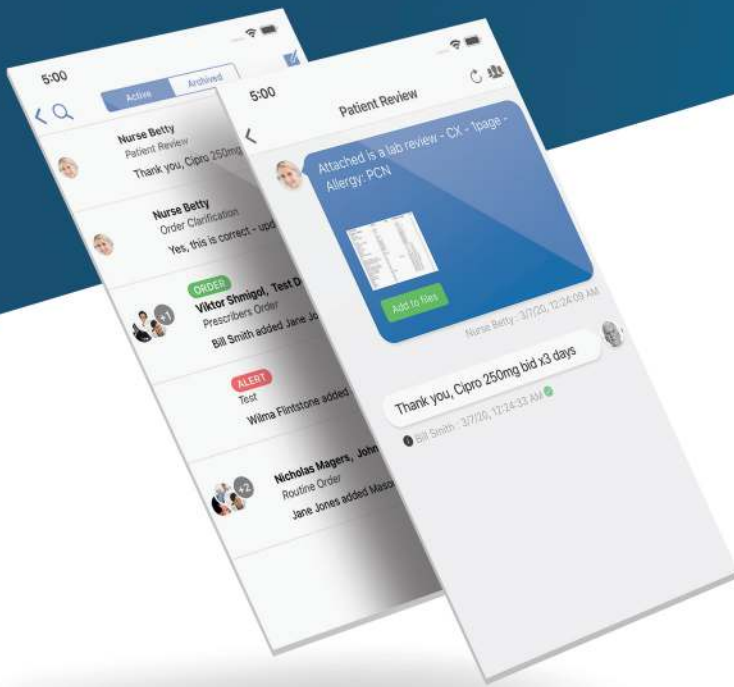 5:00
Active
Archived
Nurse Betty
Patient Review
Thank you, Cipro 250mg
Nurse Betty
Order Clarification
Yes, this is correct - upd
ORDER
Viktor Shmigol, Test D
+1
Prescribers Order
Bill Smith added Jane Jo
ALERT
Test
Wilma Flintstone added
Nicholas Magers, John
+2
Routine Order
Jane Jones added Mason
5:00
Patient Review
Attached is a lab review - CX - 1page -
Allergy: PCN
Add to files
Nurse Betty : 3/7/20, 12:24:09 AM
Thank you, Cipro 250mg bid x3 days
Bill Smith : 3/7/20, 12:24:33 AM